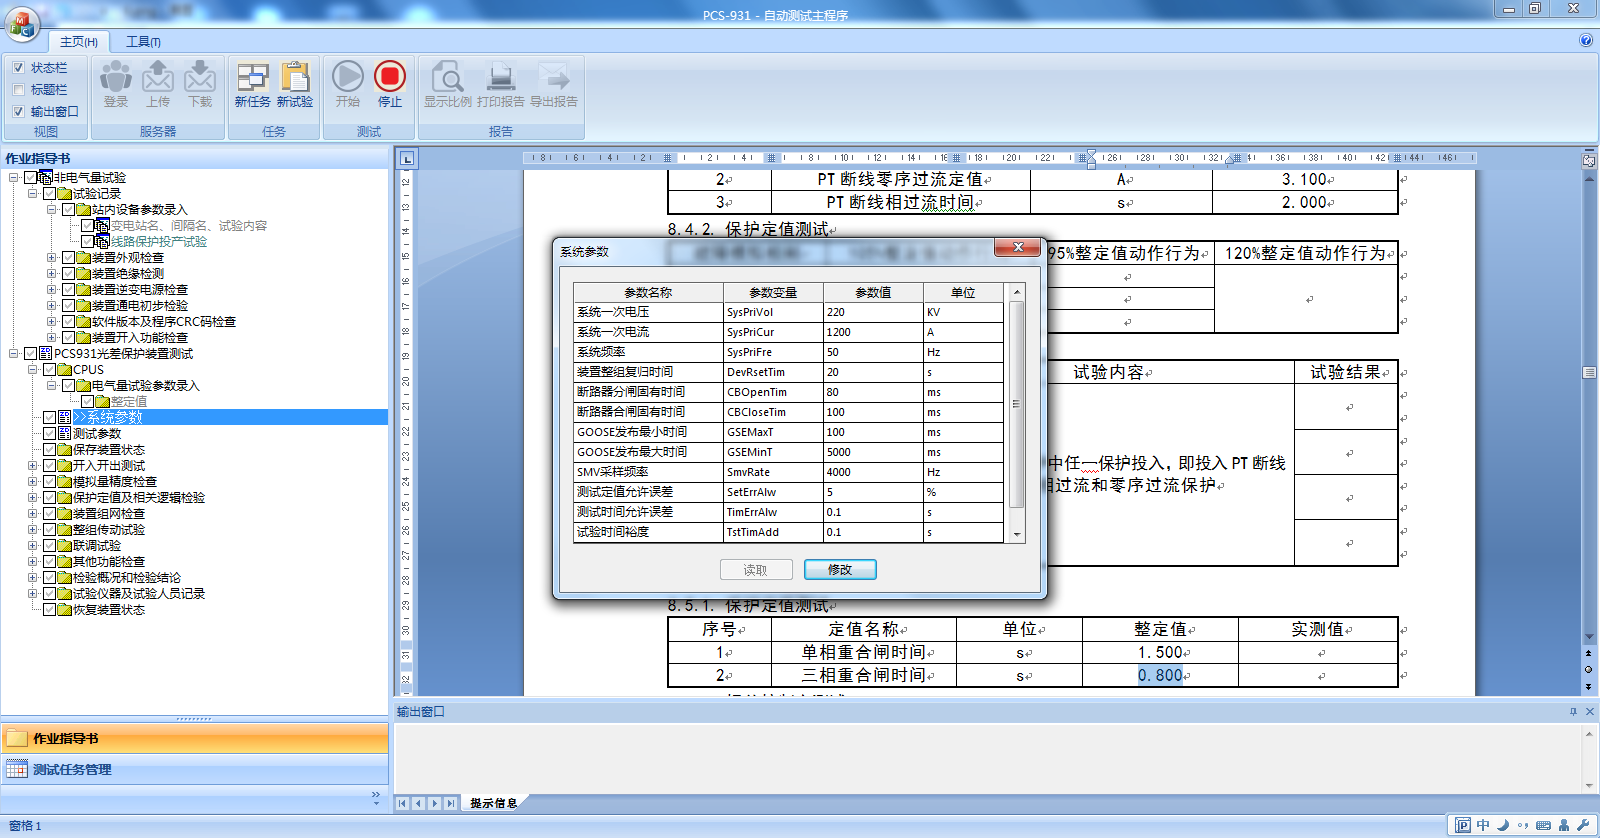 PCS-931 - 自动测试主程序
主页(H) 工具(T)
状态栏
标题栏
输出窗口
视图
登录 上传 下载
服务器
新任务 新试验
任务
开始 停止
测试
显示比例 打印报告 导出报告
报告
作业指导书
非电气量试验
试验记录
站内设备参数录入
变电站名、间隔名、试验内容
线路保护投产试验
装置外观检查
装置绝缘检测
装置逆变电源检查
装置通电初步检验
软件版本及程序CRC码检查
装置开入功能检查
PCS931光差保护装置测试
CPUS
电气量试验参数录入
整定值
>>系统参数
测试参数
保存装置状态
开入开出测试
模拟量精度检查
保护定值及相关逻辑检验
装置组网检查
整组传动试验
联调试验
其他功能检查
检验概况和检验结论
试验仪器及试验人员记录
恢复装置状态
作业指导书
测试任务管理
窗格 1
2 PT 断线零序过流定值 A 3.100
3 PT 断线相过流时间 s 2.000
8.4.2. 保护定值测试
95%整定值动作行为 120%整定值动作行为
试验内容 试验结果
中任一保护投入，即投入 PT 断线
相过流和零序过流保护
系统参数
参数名称 参数变量 参数值 单位
系统一次电压 SysPriVol 220 KV
系统一次电流 SysPriCur 1200 A
系统频率 SysPriFre 50 Hz
装置整组复归时间 DevRsetTim 20 s
断路器分闸固有时间 CBOpenTim 80 ms
断路器合闸固有时间 CBCloseTim 100 ms
GOOSE发布最小时间 GSEMaxT 100 ms
GOOSE发布最大时间 GSEMinT 5000 ms
SMV采样频率 SmvRate 4000 Hz
测试定值允许误差 SetErrAlw 5 %
测试时间允许误差 TimErrAlw 0.1 s
试验时间裕度 TstTimAdd 0.1 s
读取 修改
8.5.1. 保护定值测试
序号 定值名称 单位 整定值 实测值
1 单相重合闸时间 s 1.500
2 三相重合闸时间 s 0.800
输出窗口
提示信息
中